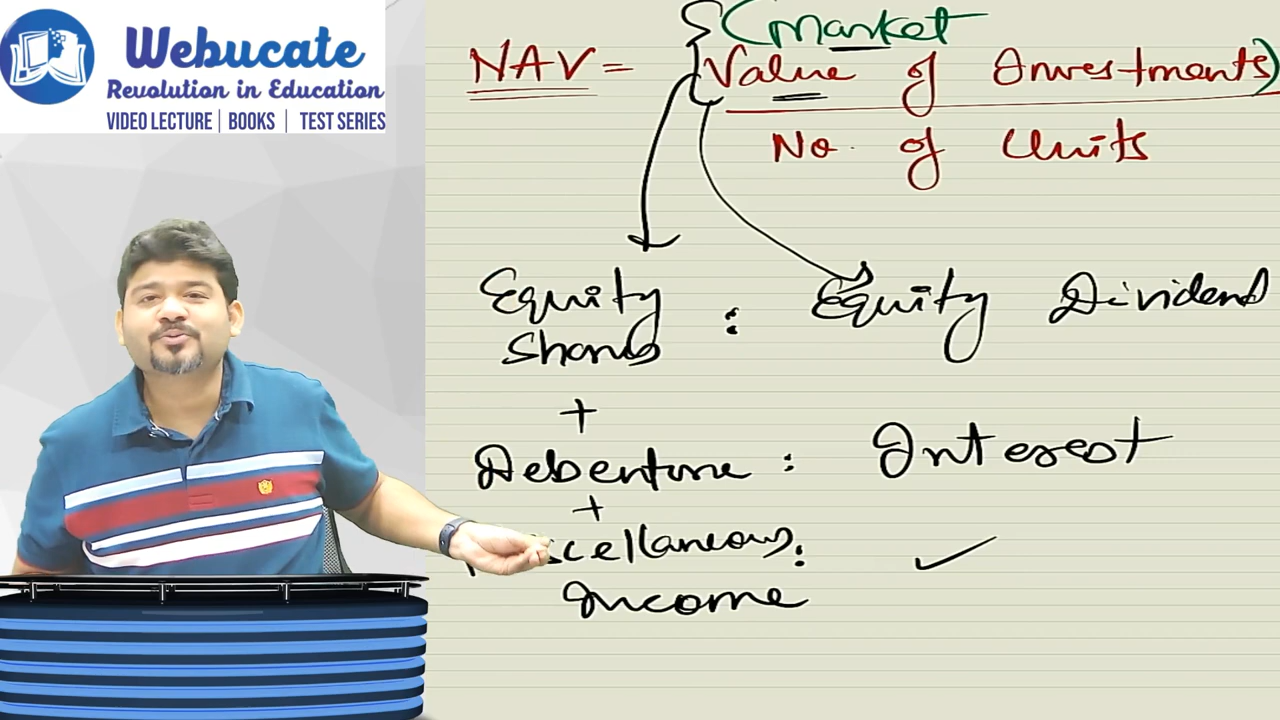 Webucate
Revolution in Education
VIDEO LECTURE | BOOKS | TEST SERIES
(Market
NAV = Value of Investments)
No. of Units
Equity Shares : Equity Dividend
+
Debenture : Interest
+
Income